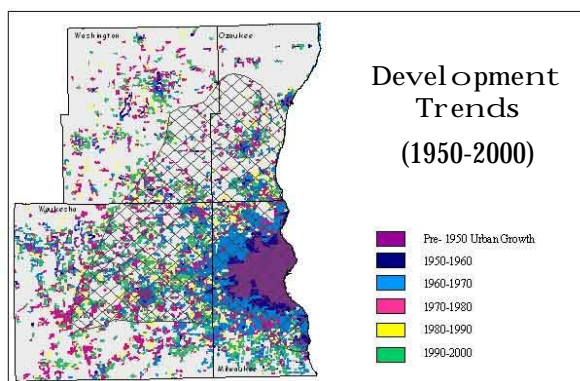 Washington
Ozaukee
Development
Trends
(1950-2000)
Waukesha
Pre- 1950 Urban Growth
1950-1960
1960-1970
1970-1980
1980-1990
1990-2000
Milwaukee